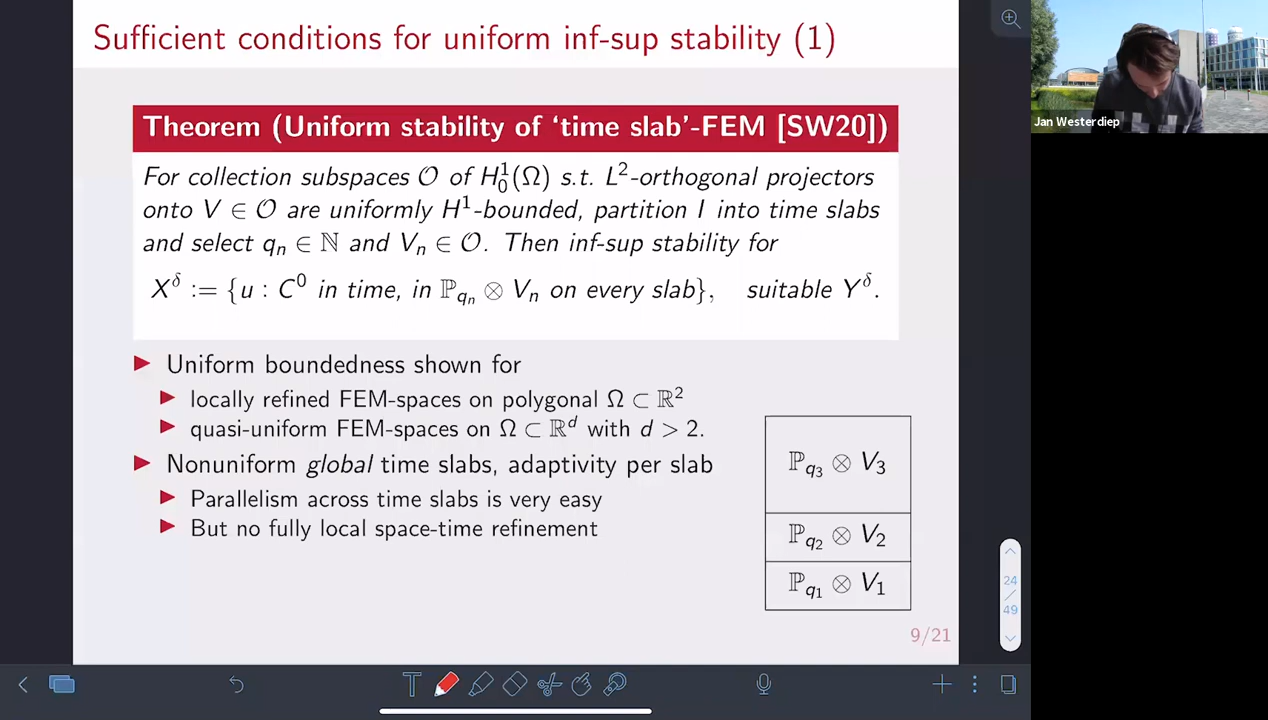 Sufficient conditions for uniform inf-sup stability (1)
Theorem (Uniform stability of ‘time slab’-FEM [SW20])
For collection subspaces 𝒪 of H₀¹(Ω) s.t. L²-orthogonal projectors
onto V ∈ 𝒪 are uniformly H¹-bounded, partition I into time slabs
and select qₙ ∈ ℕ and Vₙ ∈ 𝒪. Then inf-sup stability for
X^δ := {u : C⁰ in time, in ℙ_{qₙ} ⊗ Vₙ on every slab}, suitable Y^δ.
▶ Uniform boundedness shown for
▶ locally refined FEM-spaces on polygonal Ω ⊂ ℝ²
▶ quasi-uniform FEM-spaces on Ω ⊂ ℝ^d with d > 2.
▶ Nonuniform global time slabs, adaptivity per slab
▶ Parallelism across time slabs is very easy
▶ But no fully local space-time refinement
ℙ_{q₃} ⊗ V₃
ℙ_{q₂} ⊗ V₂
ℙ_{q₁} ⊗ V₁
9/21
24
/
49
Jan Westerdiep